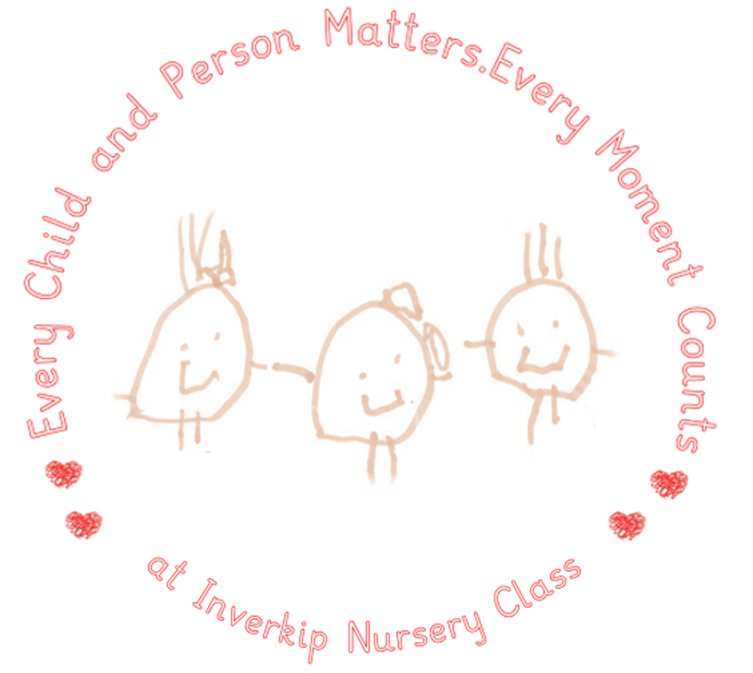 Every Child and Person Matters.Every Moment Counts
at Inverkip Nursery Class